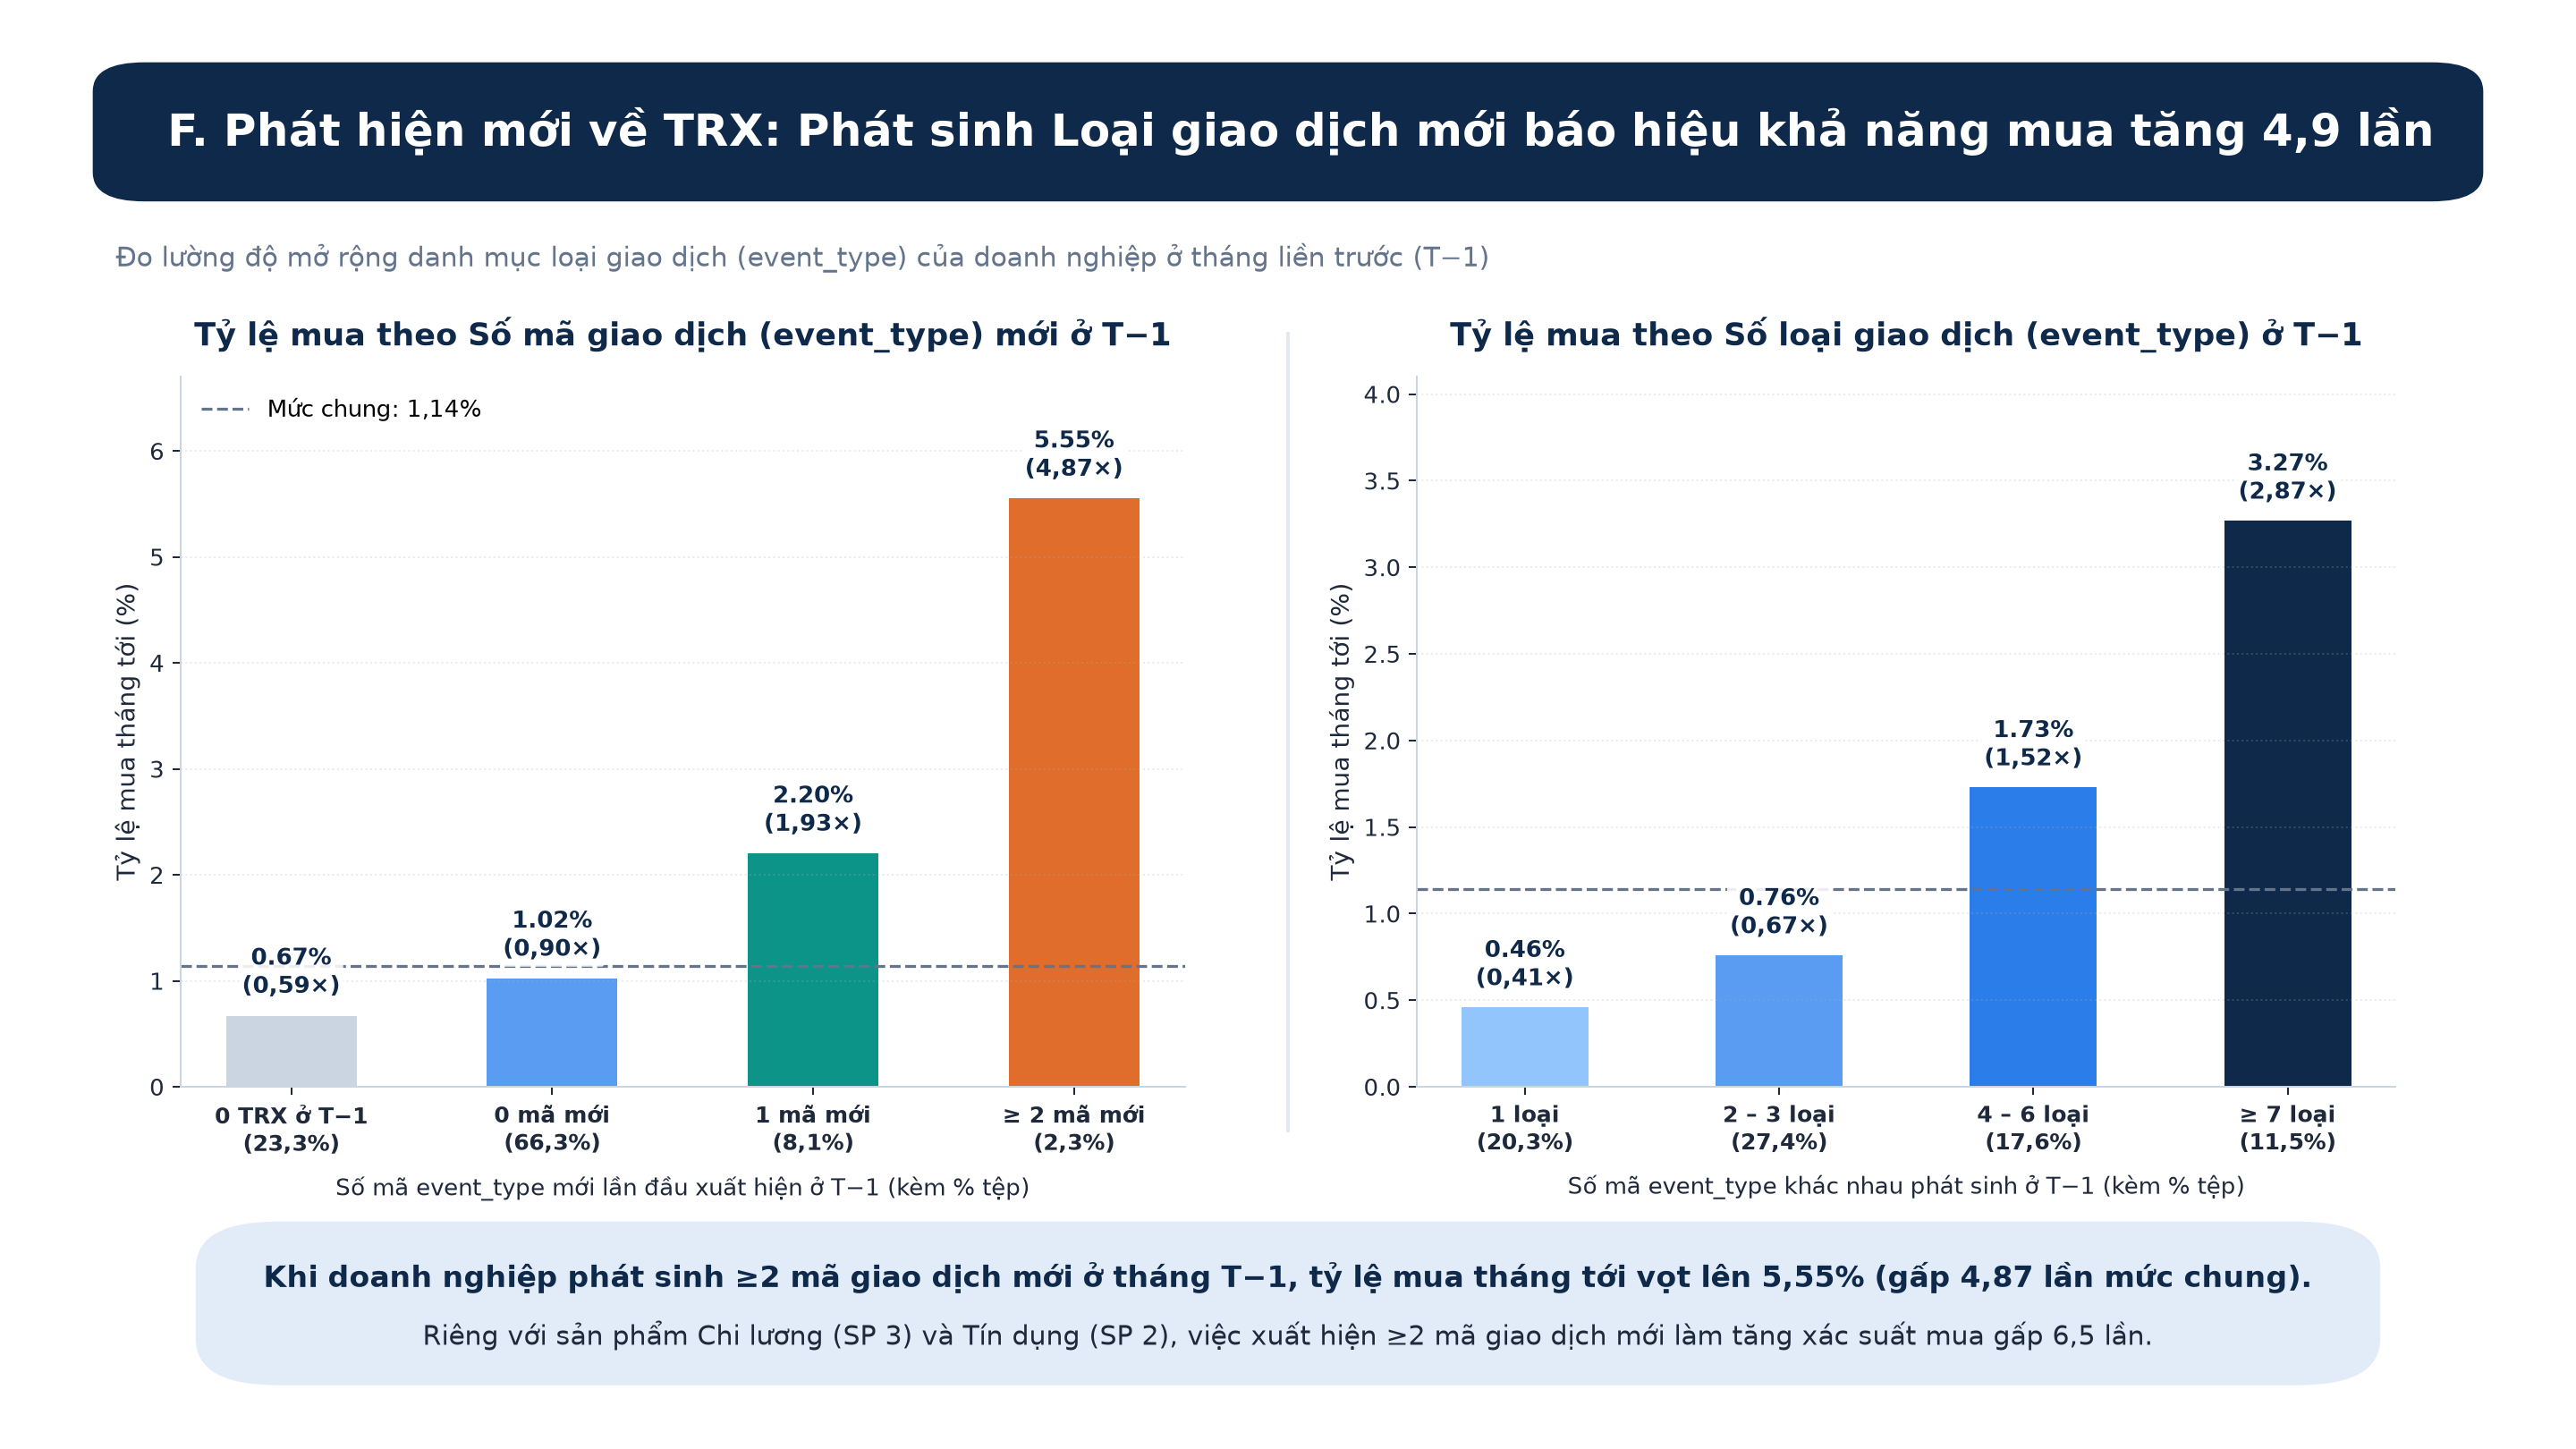 F. Phát hiện mới về TRX: Phát sinh Loại giao dịch mới báo hiệu khả năng mua tăng 4,9 lần
Đo lường độ mở rộng danh mục loại giao dịch (event_type) của doanh nghiệp ở tháng liền trước (T−1)
Tỷ lệ mua theo Số mã giao dịch (event_type) mới ở T−1
Mức chung: 1,14%
Tỷ lệ mua tháng tới (%)
6
5
4
3
2
1
0
0.67%
(0,59×)
1.02%
(0,90×)
2.20%
(1,93×)
5.55%
(4,87×)
0 TRX ở T−1
(23,3%)
0 mã mới
(66,3%)
1 mã mới
(8,1%)
≥ 2 mã mới
(2,3%)
Số mã event_type mới lần đầu xuất hiện ở T−1 (kèm % tệp)
Tỷ lệ mua theo Số loại giao dịch (event_type) ở T−1
Tỷ lệ mua tháng tới (%)
4.0
3.5
3.0
2.5
2.0
1.5
1.0
0.5
0.0
0.46%
(0,41×)
0.76%
(0,67×)
1.73%
(1,52×)
3.27%
(2,87×)
1 loại
(20,3%)
2 – 3 loại
(27,4%)
4 – 6 loại
(17,6%)
≥ 7 loại
(11,5%)
Số mã event_type khác nhau phát sinh ở T−1 (kèm % tệp)
Khi doanh nghiệp phát sinh ≥2 mã giao dịch mới ở tháng T−1, tỷ lệ mua tháng tới vọt lên 5,55% (gấp 4,87 lần mức chung).
Riêng với sản phẩm Chi lương (SP 3) và Tín dụng (SP 2), việc xuất hiện ≥2 mã giao dịch mới làm tăng xác suất mua gấp 6,5 lần.